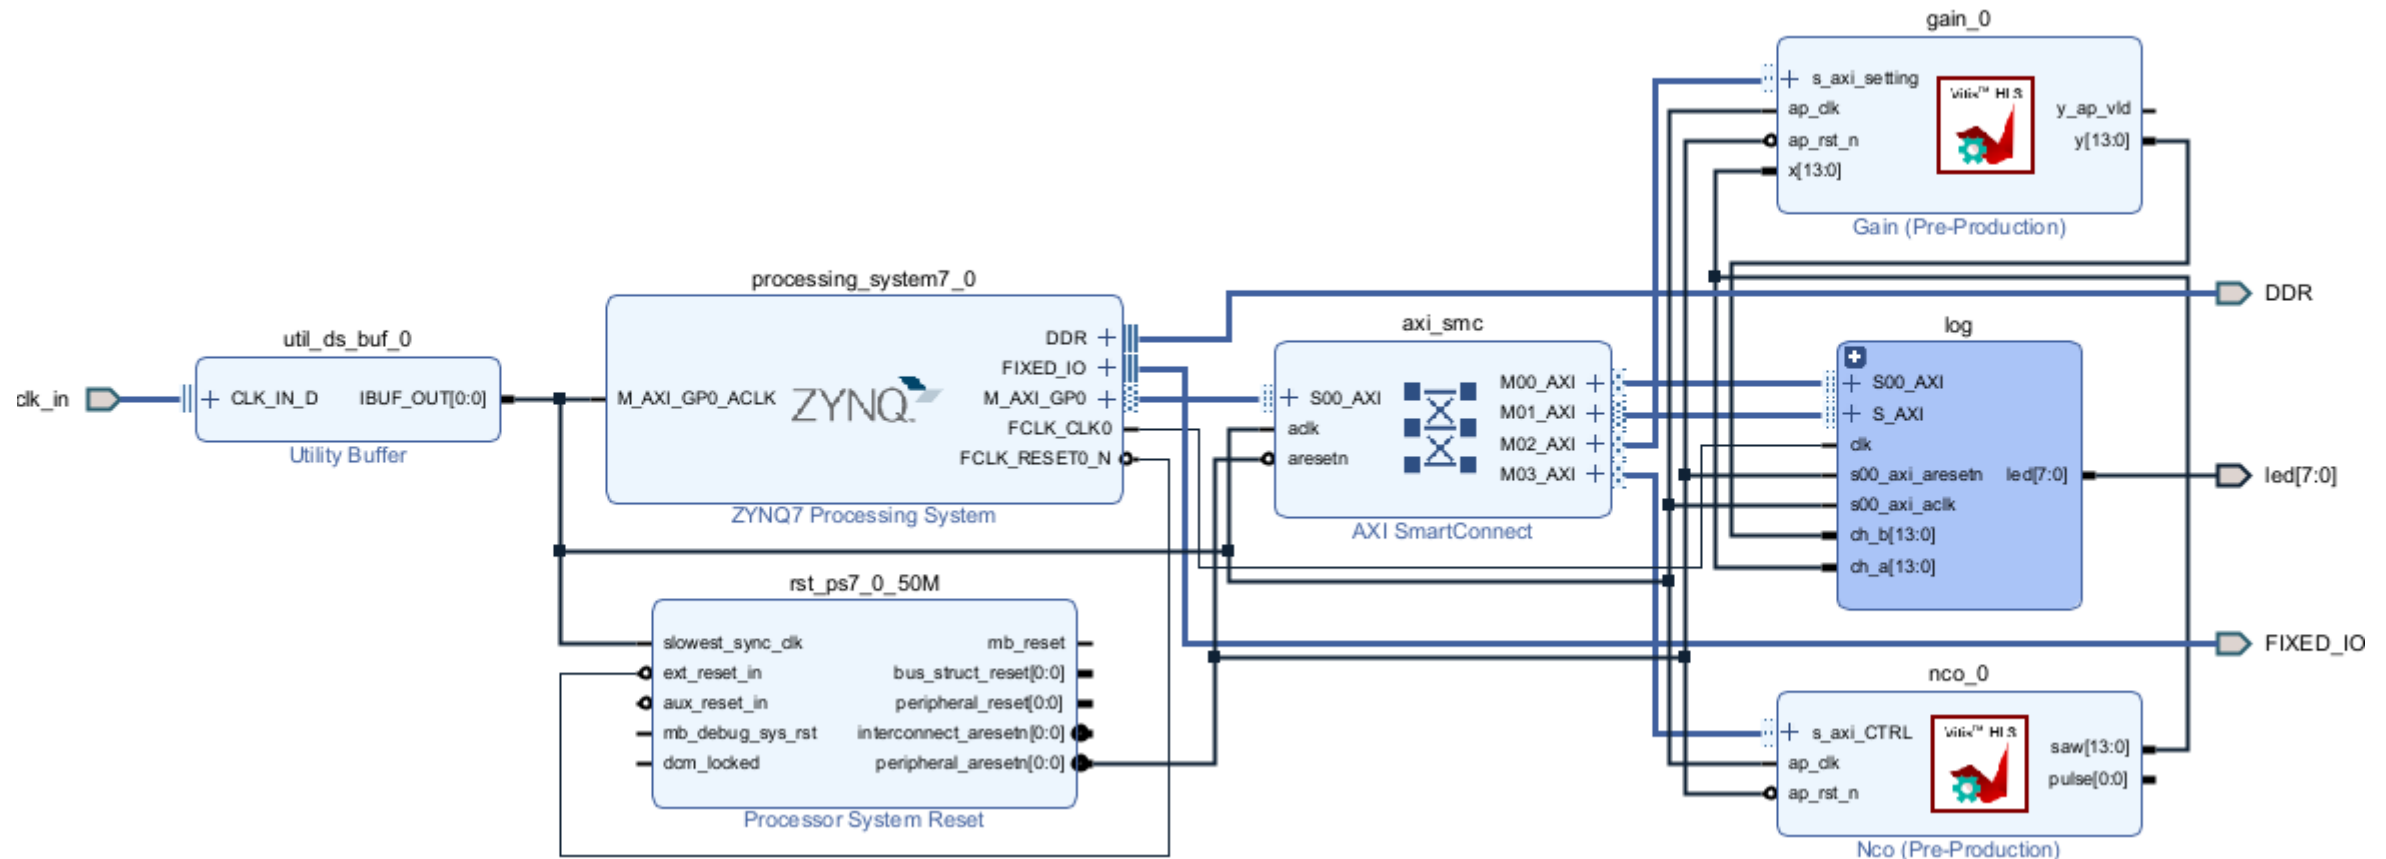 clk_in
util_ds_buf_0
CLK_IN_D
IBUF_OUT[0:0]
Utility Buffer
processing_system7_0
M_AXI_GP0_ACLK
ZYNQ
DDR
FIXED_IO
M_AXI_GP0
FCLK_CLK0
FCLK_RESET0_N
ZYNQ7 Processing System
rst_ps7_0_50M
slowest_sync_clk
ext_reset_in
aux_reset_in
mb_debug_sys_rst
dcm_locked
mb_reset
bus_struct_reset[0:0]
peripheral_reset[0:0]
interconnect_aresetn[0:0]
peripheral_aresetn[0:0]
Processor System Reset
axi_smc
S00_AXI
aclk
aresetn
M00_AXI
M01_AXI
M02_AXI
M03_AXI
AXI SmartConnect
gain_0
s_axi_setting
ap_clk
ap_rst_n
x[13:0]
Vitis™ HLS
y_ap_vld
y[13:0]
Gain (Pre-Production)
log
S00_AXI
S_AXI
clk
s00_axi_aresetn
s00_axi_aclk
ch_b[13:0]
ch_a[13:0]
led[7:0]
nco_0
s_axi_CTRL
ap_clk
ap_rst_n
Vitis™ HLS
saw[13:0]
pulse[0:0]
Nco (Pre-Production)
DDR
led[7:0]
FIXED_IO